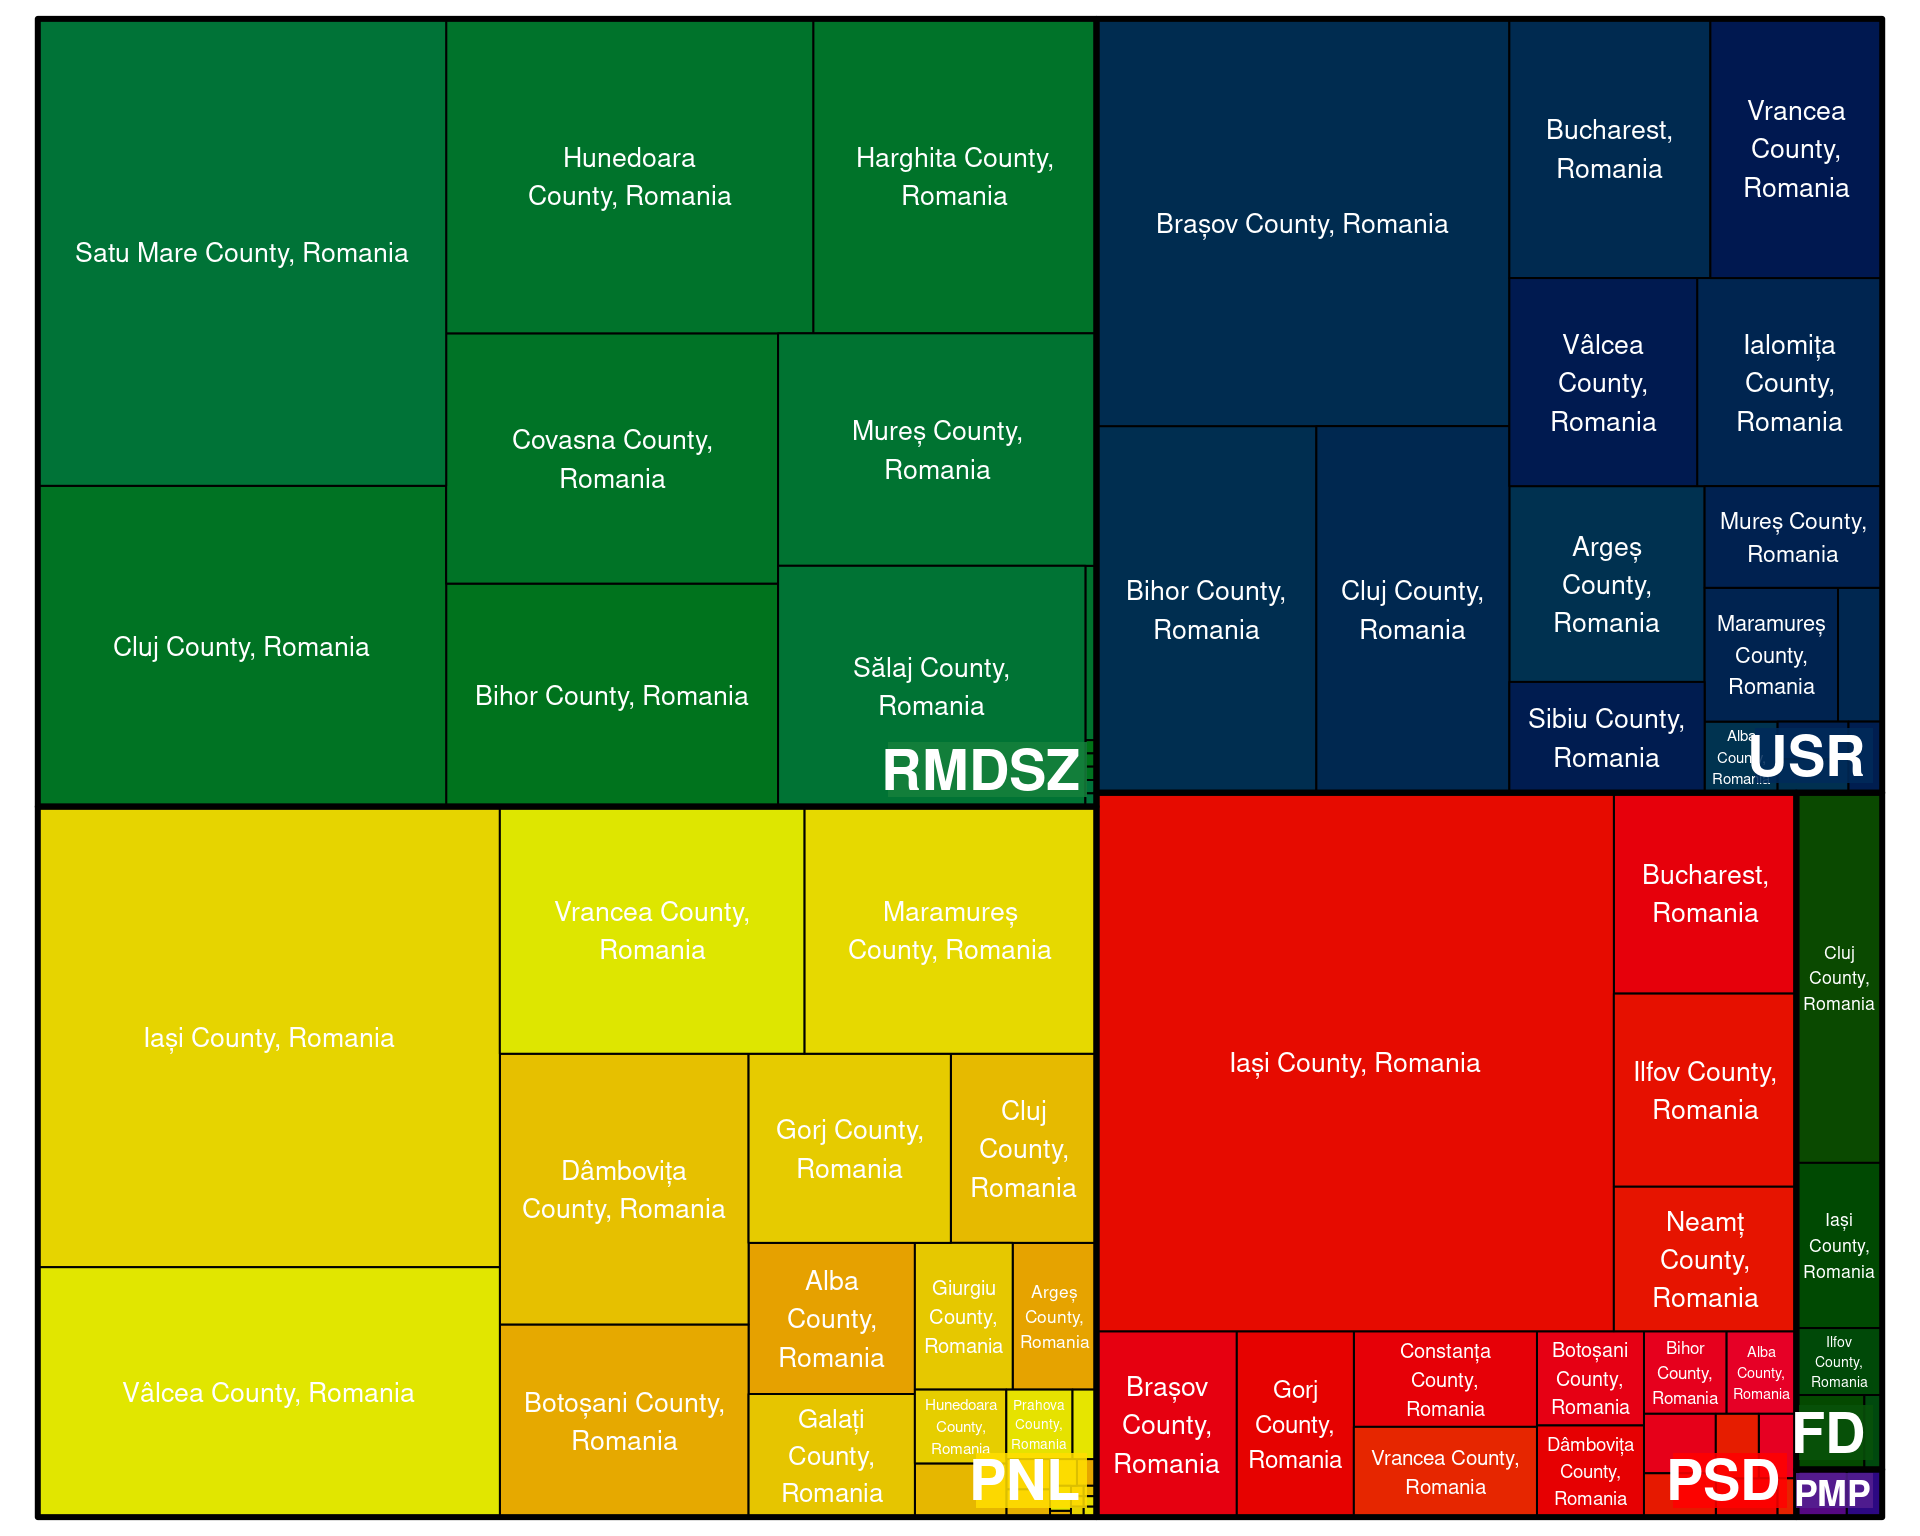 Satu Mare County, Romania
Hunedoara
County, Romania
Harghita County,
Romania
Cluj County, Romania
Covasna County,
Romania
Mureș County,
Romania
Bihor County, Romania
Sălaj County,
Romania
RMDSZ
Brașov County, Romania
Bucharest,
Romania
Vrancea
County,
Romania
Vâlcea
County,
Romania
Ialomița
County,
Romania
Bihor County,
Romania
Cluj County,
Romania
Argeș
County,
Romania
Mureș County,
Romania
Maramureș
County,
Romania
Sibiu County,
Romania
Alba
County,
Romania
USR
Iași County, Romania
Vrancea County,
Romania
Maramureș
County, Romania
Vâlcea County, Romania
Dâmbovița
County, Romania
Gorj County,
Romania
Cluj
County,
Romania
Botoșani County,
Romania
Alba
County,
Romania
Giurgiu
County,
Romania
Argeș
County,
Romania
Galați
County,
Romania
Hunedoara
County,
Romania
Prahova
County,
Romania
PNL
Iași County, Romania
Bucharest,
Romania
Ilfov County,
Romania
Neamț
County,
Romania
Brașov
County,
Romania
Gorj
County,
Romania
Constanța
County,
Romania
Vrancea County,
Romania
Botoșani
County,
Romania
Dâmbovița
County,
Romania
Bihor
County,
Romania
Alba
County,
Romania
PSD
Cluj
County,
Romania
Iași
County,
Romania
Ilfov
County,
Romania
FD
PMP